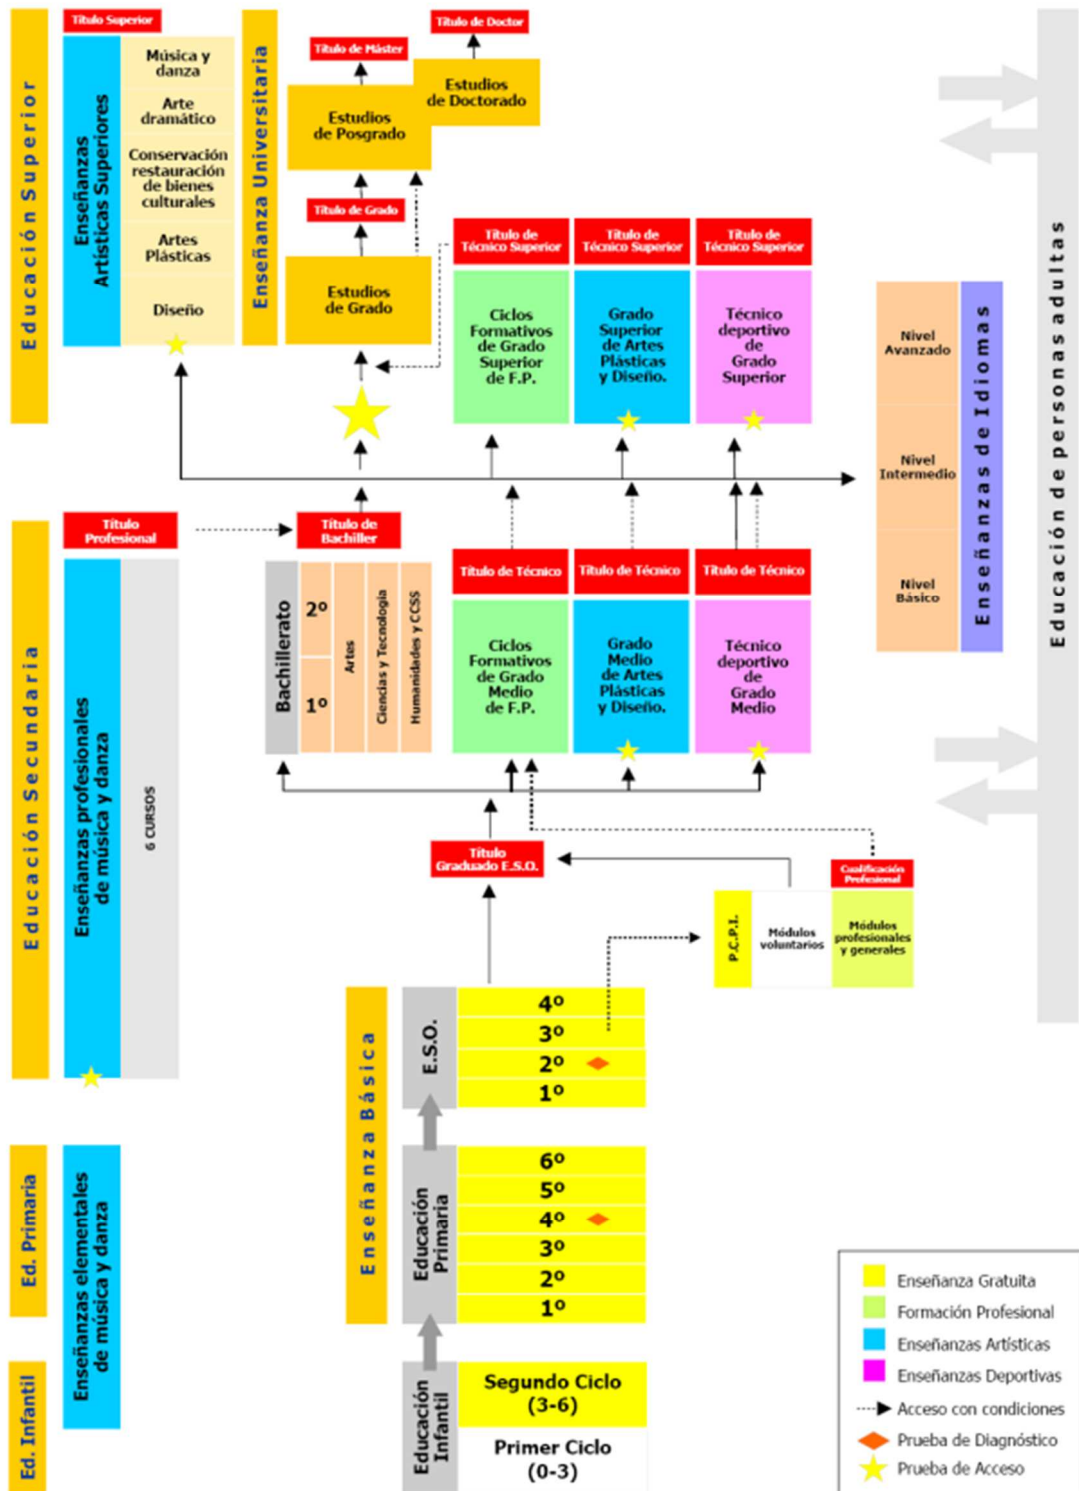 Educación Superior
Título Superior
Enseñanzas
Artísticas Superiores
Música y
danza
Arte
dramático
Conservación
restauración
de bienes
culturales
Artes
Plásticas
Diseño
Enseñanza Universitaria
Título de Máster
Título de Doctor
Estudios
de Posgrado
Estudios
de Doctorado
Título de Grado
Estudios
de Grado
Título de
Técnico Superior
Título de
Técnico Superior
Título de
Técnico Superior
Ciclos
Formativos
de Grado
Superior
de F.P.
Grado
Superior
de Artes
Plásticas
y Diseño.
Técnico
deportivo
de
Grado
Superior
Nivel
Avanzado
Nivel
Intermedio
Nivel
Básico
Enseñanzas de Idiomas
Educación de personas adultas
Educación Secundaria
Título
Profesional
Enseñanzas profesionales
de música y danza
6 CURSOS
Título de
Bachiller
Bachillerato
2º
1º
Artes
Ciencias y Tecnología
Humanidades y CCSS
Título de Técnico
Título de Técnico
Título de Técnico
Ciclos
Formativos
de Grado
Medio
de F.P.
Grado
Medio
de Artes
Plásticas
y Diseño.
Técnico
deportivo
de
Grado
Medio
Título
Graduado E.S.O.
Cualificación
Profesional
P.C.P.I.
Módulos
voluntarios
Módulos
profesionales
y generales
Enseñanza Básica
E.S.O.
4º
3º
2º
1º
Ed. Primaria
Enseñanzas elementales
de música y danza
Educación
Primaria
6º
5º
4º
3º
2º
1º
Ed. Infantil
Educación
Infantil
Segundo Ciclo
(3-6)
Primer Ciclo
(0-3)
Enseñanza Gratuita
Formación Profesional
Enseñanzas Artísticas
Enseñanzas Deportivas
Acceso con condiciones
Prueba de Diagnóstico
Prueba de Acceso